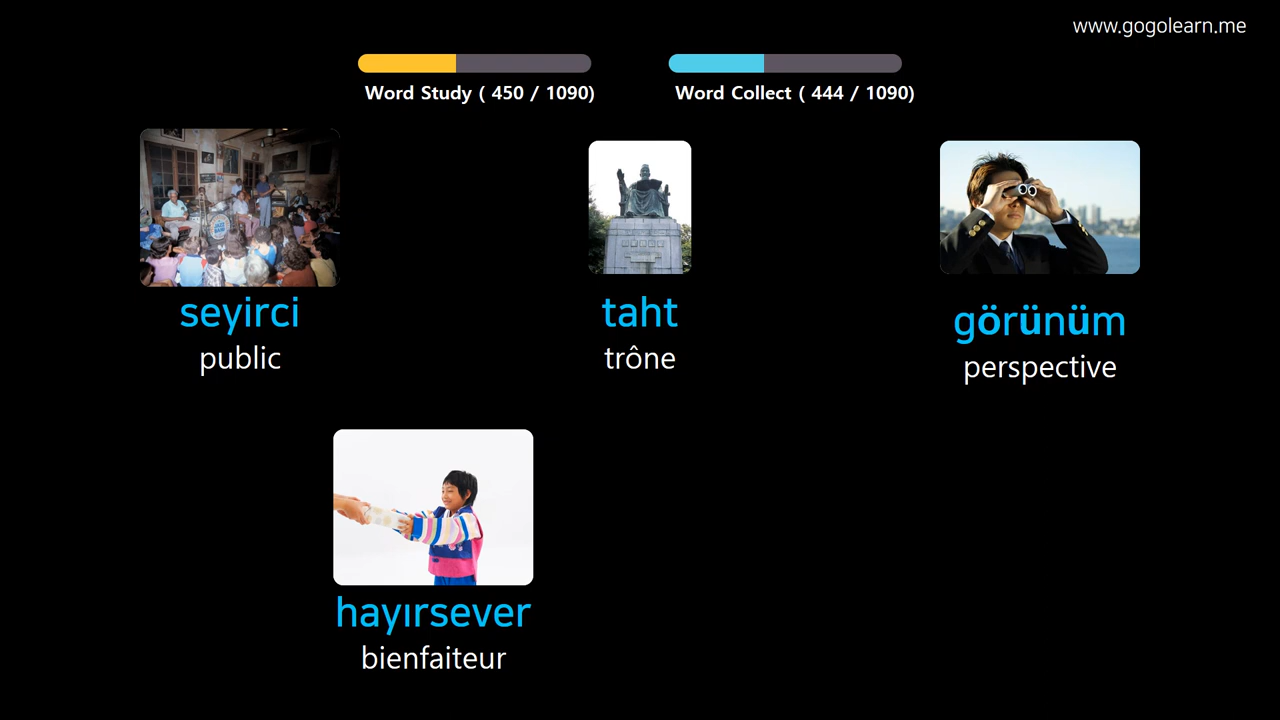 www.gogolearn.me
Word Study ( 450 / 1090)
Word Collect ( 444 / 1090)
seyirci
public
taht
trône
görünüm
perspective
hayırsever
bienfaiteur